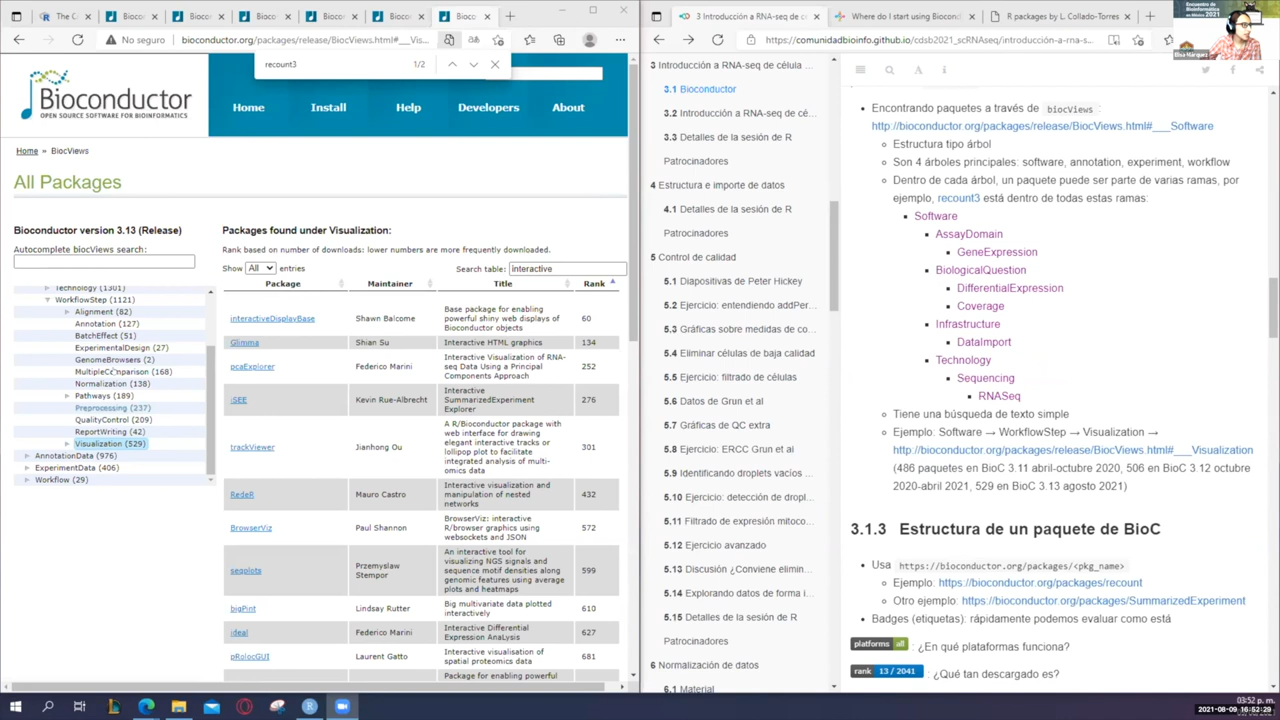 The C
Bioco
Bioco
Bioco
Bioco
Bioco
Bioco
3 Introducción a RNA-seq de c
Where do I start using Biocond
R packages by L. Collado-Torres
No seguro
bioconductor.org/packages/release/BiocViews.html#___Vis...
https://comunidadbioinfo.github.io/cdsb2021_scRNAseq/introducción-a-rna-s...
recount3
1/2
Encuentro de
Bioinformática
en México 2021
Elisa Márquez
Bioconductor
OPEN SOURCE SOFTWARE FOR BIOINFORMATICS
Home
Install
Help
Developers
About
Home » BiocViews
All Packages
Bioconductor version 3.13 (Release)
Autocomplete biocViews search:
Technology (1301)
WorkflowStep (1121)
Alignment (82)
Annotation (127)
BatchEffect (51)
ExperimentalDesign (27)
GenomeBrowsers (2)
MultipleComparison (168)
Normalization (138)
Pathways (189)
Preprocessing (237)
QualityControl (209)
ReportWriting (42)
Visualization (529)
AnnotationData (976)
ExperimentData (406)
Workflow (29)
Packages found under Visualization:
Rank based on number of downloads: lower numbers are more frequently downloaded.
Show All entries
Search table: interactive
Package Maintainer Title Rank
interactiveDisplayBase Shawn Balcome Base package for enabling powerful shiny web displays of Bioconductor objects 60
Glimma Shian Su Interactive HTML graphics 134
pcaExplorer Federico Marini Interactive Visualization of RNA-seq Data Using a Principal Components Approach 252
iSEE Kevin Rue-Albrecht Interactive SummarizedExperiment Explorer 276
trackViewer Jianhong Ou A R/Bioconductor package with web interface for drawing elegant interactive tracks or lollipop plot to facilitate integrated analysis of multi-omics data 301
RedeR Mauro Castro Interactive visualization and manipulation of nested networks 432
BrowserViz Paul Shannon BrowserViz: interactive R/browser graphics using websockets and JSON 572
seqplots Przemyslaw Stempor An interactive tool for visualizing NGS signals and sequence motif densities along genomic features using average plots and heatmaps 599
bigPint Lindsay Rutter Big multivariate data plotted interactively 610
ideal Federico Marini Interactive Differential Expression AnaLysis 627
pRolocGUI Laurent Gatto Interactive visualisation of spatial proteomics data 681
Package for enabling powerful
3 Introducción a RNA-seq de célula ...
3.1 Bioconductor
3.2 Introducción a RNA-seq de cé...
3.3 Detalles de la sesión de R
Patrocinadores
4 Estructura e importe de datos
4.1 Detalles de la sesión de R
Patrocinadores
5 Control de calidad
5.1 Diapositivas de Peter Hickey
5.2 Ejercicio: entendiendo addPer...
5.3 Gráficas sobre medidas de co...
5.4 Eliminar células de baja calidad
5.5 Ejercicio: filtrado de células
5.6 Datos de Grun et al
5.7 Gráficas de QC extra
5.8 Ejercicio: ERCC Grun et al
5.9 Identificando droplets vacíos ...
5.10 Ejercicio: detección de dropl...
5.11 Filtrado de expresión mitoco...
5.12 Ejercicio avanzado
5.13 Discusión ¿Conviene elimin...
5.14 Explorando datos de forma i...
5.15 Detalles de la sesión de R
Patrocinadores
6 Normalización de datos
6.1 Material
Encontrando paquetes a través de biocViews :
http://bioconductor.org/packages/release/BiocViews.html#___Software
Estructura tipo árbol
Son 4 árboles principales: software, annotation, experiment, workflow
Dentro de cada árbol, un paquete puede ser parte de varias ramas, por
ejemplo, recount3 está dentro de todas estas ramas:
Software
AssayDomain
GeneExpression
BiologicalQuestion
DifferentialExpression
Coverage
Infrastructure
DataImport
Technology
Sequencing
RNASeq
Tiene una búsqueda de texto simple
Ejemplo: Software → WorkflowStep → Visualization →
http://bioconductor.org/packages/release/BiocViews.html#___Visualization
(486 paquetes en BioC 3.11 abril-octubre 2020, 506 en BioC 3.12 octubre
2020-abril 2021, 529 en BiC 3.13 agosto 2021)
3.1.3 Estructura de un paquete de BioC
Usa https://bioconductor.org/packages/<pkg_name>
Ejemplo: https://bioconductor.org/packages/recount
Otro ejemplo: https://bioconductor.org/packages/SummarizedExperiment
Badges (etiquetas): rápidamente podemos evaluar como está
platforms all : ¿En qué plataformas funciona?
rank 13 / 2041 : ¿Qué tan descargado es?
03:52 p. m.
2021-08-09 16:52:29